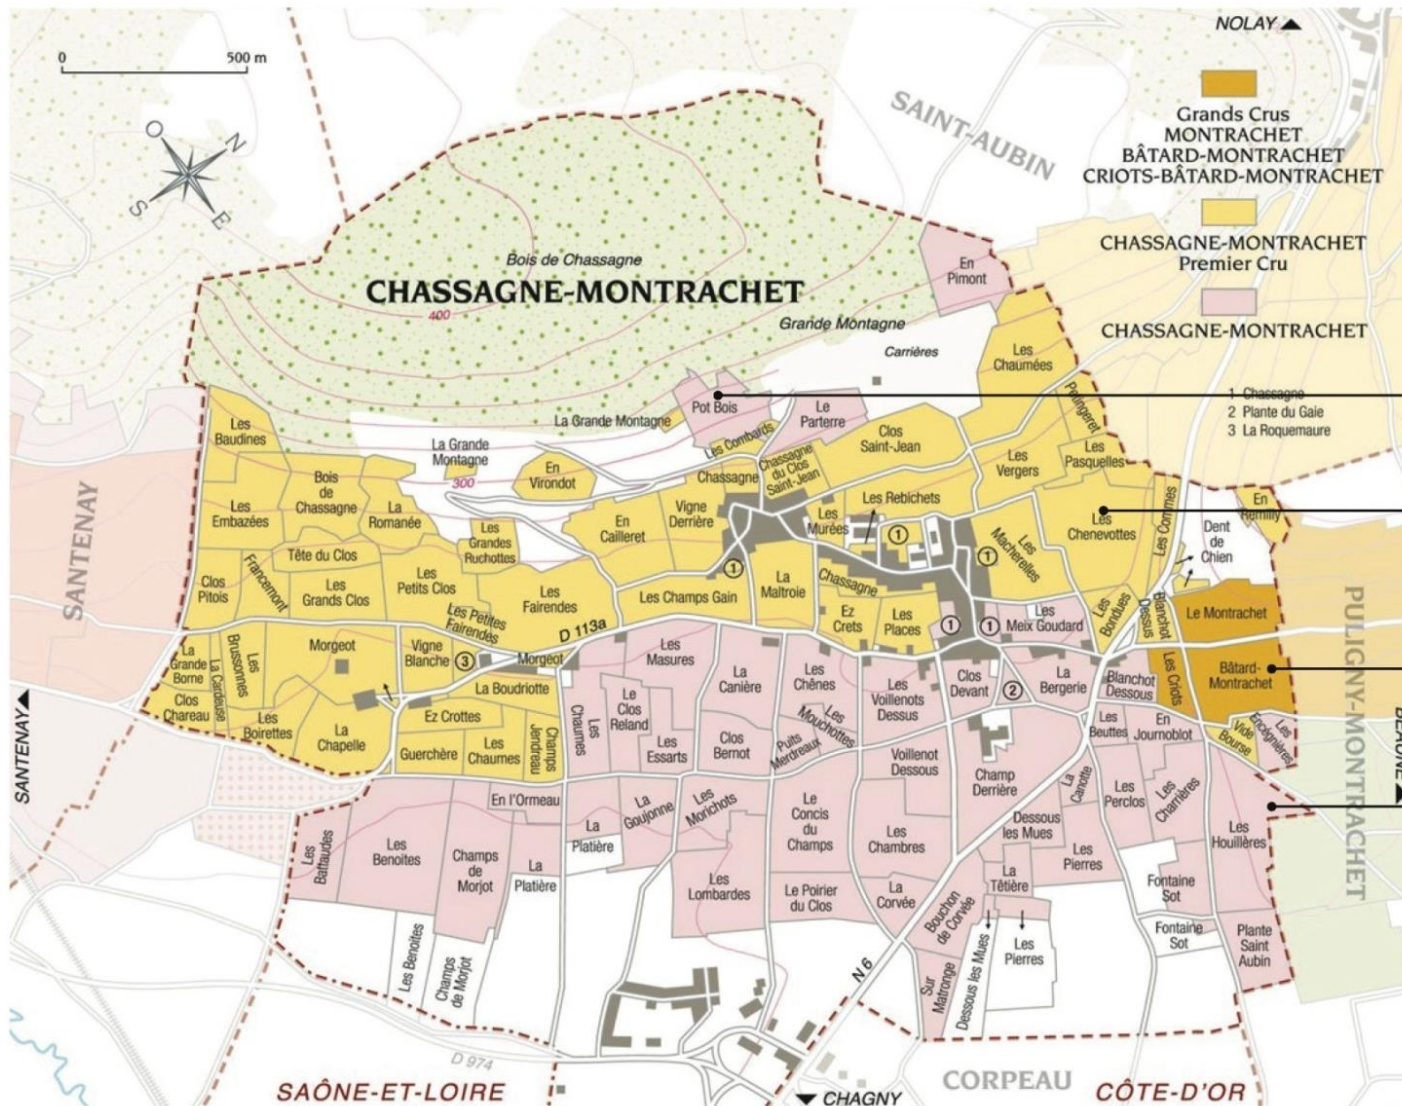 NOLAY
0 500 m
O
N
S
E
SAINT-AUBIN
Grands Crus
MONTRACHET
BÂTARD-MONTRACHET
CRIOTS-BÂTARD-MONTRACHET
CHASSAGNE-MONTRACHET
Premier Cru
CHASSAGNE-MONTRACHET
1 Chassagne
2 Plante du Gaie
3 La Roquemaure
Bois de Chassagne
CHASSAGNE-MONTRACHET
400
Grande Montagne
Carrières
En
Pimont
Les
Chaumées
Pot Bois
Le
Parterre
La Grande Montagne
Les Combards
Clos
Saint-Jean
Les
Vergers
Les
Pasquelles
Les
Baudines
La Grande
Montagne
300
En
Virondot
Chassagne
Chassagne
du Clos
Saint-Jean
Bois
de
Chassagne
La
Romanée
Les
Embazées
Les
Grandes
Ruchottes
En
Cailleret
Vigne
Derrière
Les
Murées
Les Rebichets
1
1
1
Les
Macherelles
Les
Chenevottes
Les Commes
En
Remilly
Dent
de
Chien
SANTENAY
Tête du Clos
Clos
Pitois
Francemont
Les
Grands Clos
Les
Petits Clos
Les Petites
Fairendes
Les
Fairendes
Les Champs Gain
La
Maltroie
Chassagne
Ez
Crets
Les
Places
1
1
Les
Meix Goudard
Les
Bondues
Blanchot
Dessus
Le Montrachet
PULIGNY-MONTRACHET
D 113a
La
Grande
Borne
La Cardeuse
Les
Brussonnes
Clos
Chareau
Les
Boirettes
Morgeot
Vigne
Blanche
3
Morgeot
La Boudriotte
La
Chapelle
Ez Crottes
Guerchère
Les
Chaumes
Champs
Jendreau
Les
Chaumes
Les
Masures
Le
Clos
Reland
Les
Essarts
La
Canière
Clos
Bernot
Les
Chênes
Les
Mouchottes
Puits
Merdreaux
Les
Voillenots
Dessus
Voillenot
Dessous
Clos
Devant
2
La
Bergerie
Blanchot
Dessous
Les Criots
Bâtard-
Montrachet
Vide
Bourse
Les
Encégnières
Les
Beuttes
En
Journoblot
SANTENAY
BEAUNE
Champ
Derrière
La
Canotte
Les
Perclos
Les
Charrières
Les
Houillères
En l'Ormeau
Les
Battaudes
Les
Benoites
Champs
de
Morjot
La
Platière
La
Platière
La
Goujonne
Les
Morichots
Les
Lombardes
Le
Concis
du
Champs
Le Poirier
du Clos
Les
Chambres
La
Corvée
Dessous
les Mues
Les
Pierres
La
Têtière
Bouchon
de Corvée
Fontaine
Sot
Fontaine
Sot
Plante
Saint
Aubin
Les Benoites
Champs
de Morjot
Sur
Matronge
Dessous les Mues
Les
Pierres
N 6
D 974
SAÔNE-ET-LOIRE
CHAGNY
CORPEAU
CÔTE-D'OR